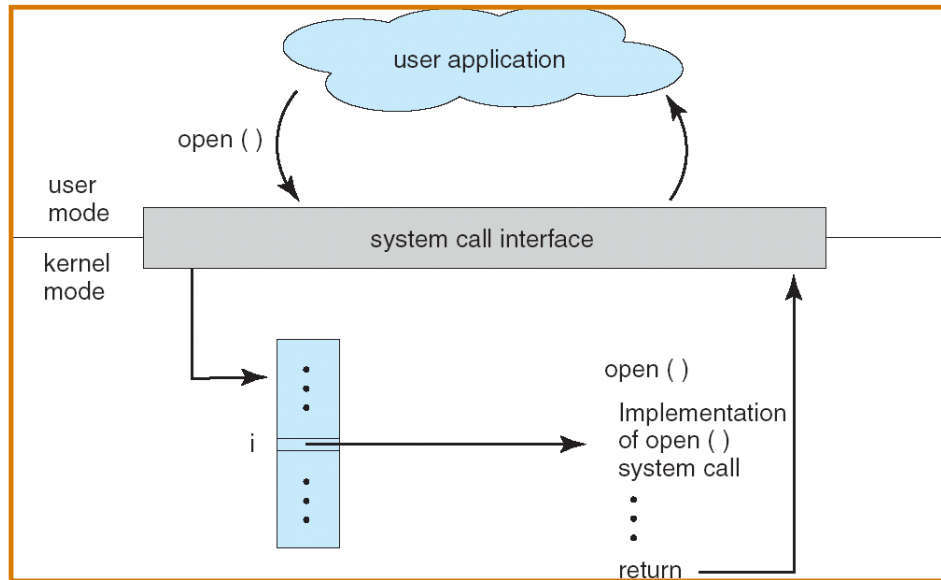 user application
open ( )
user
mode
system call interface
kernel
mode
open ( )
Implementation
of open ( )
system call
i
return